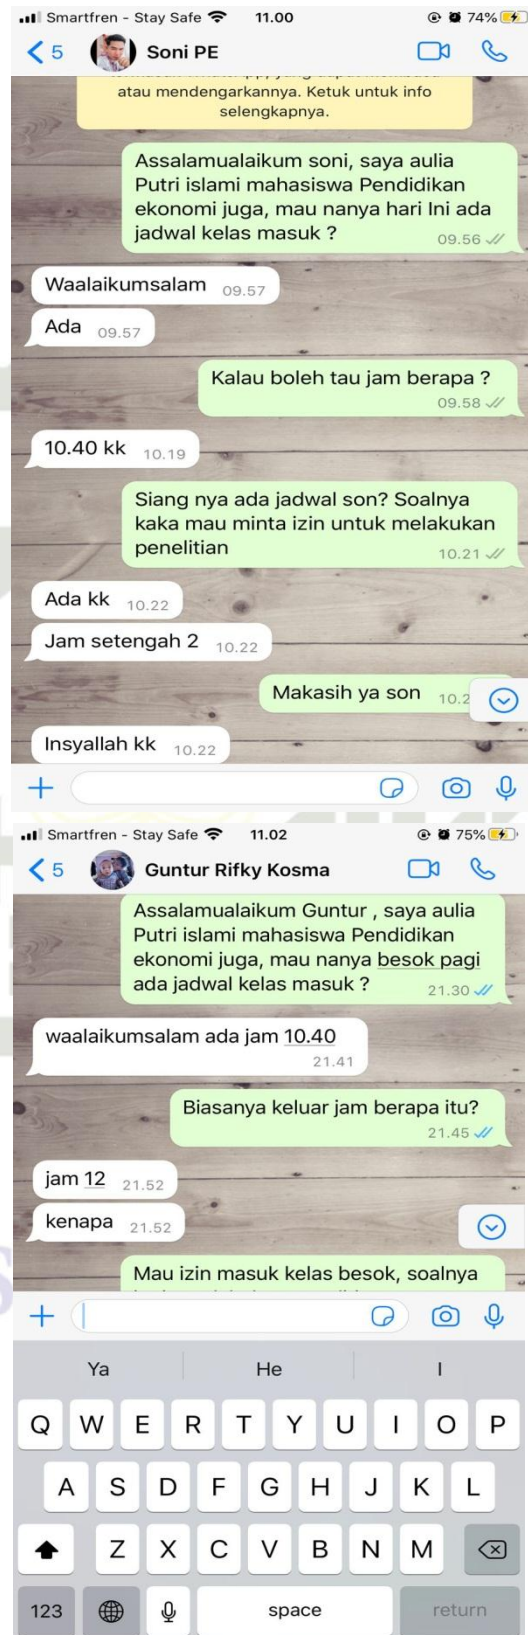 Smartfren - Stay Safe 11.00 74%
5 Soni PE
atau mendengarkannya. Ketuk untuk info
selengkapnya.
Assalamualaikum soni, saya aulia
Putri islami mahasiswa Pendidikan
ekonomi juga, mau nanya hari Ini ada
jadwal kelas masuk ?
09.56
Waalaikumsalam 09.57
Ada 09.57
Kalau boleh tau jam berapa ?
09.58
10.40 kk 10.19
Siang nya ada jadwal son? Soalnya
kaka mau minta izin untuk melakukan
penelitian
10.21
Ada kk 10.22
Jam setengah 2 10.22
Makasih ya son
Insyallah kk 10.22
Smartfren - Stay Safe 11.02 75%
5 Guntur Rifky Kosma
Assalamualaikum Guntur , saya aulia
Putri islami mahasiswa Pendidikan
ekonomi juga, mau nanya besok pagi
ada jadwal kelas masuk ?
21.30
waalaikumsalam ada jam 10.40
21.41
Biasanya keluar jam berapa itu?
21.45
jam 12 21.52
kenapa 21.52
Mau izin masuk kelas besok, soalnya
Ya He I
Q W E R T Y U I O P
A S D F G H J K L
Z X C V B N M
123 space return